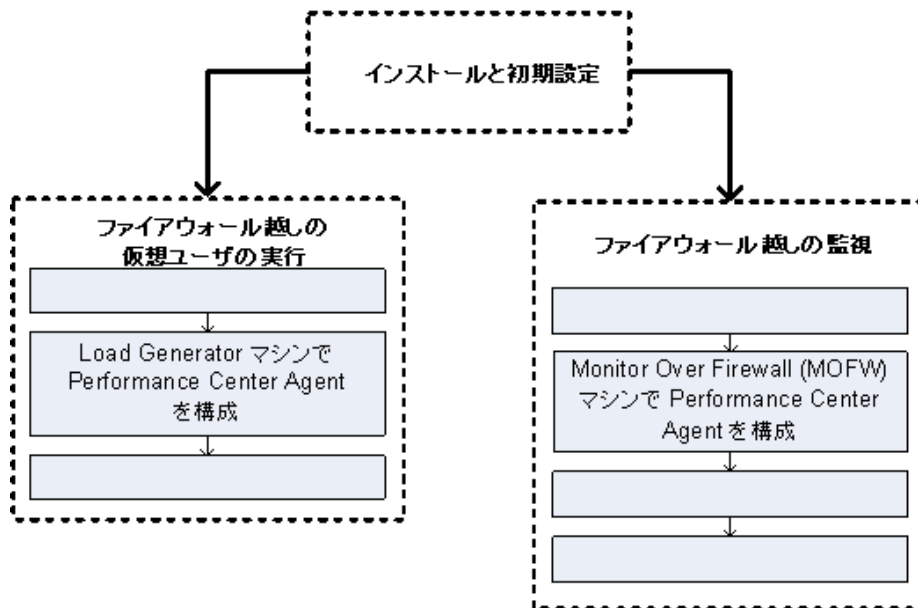 インストールと初期設定
ファイアウォール越しの
仮想ユーザの実行
Load Generator マシンで
Performance Center Agent
を構成
ファイアウォール越しの監視
Monitor Over Firewall (MOFW)
マシンで Performance Center
Agent を構成